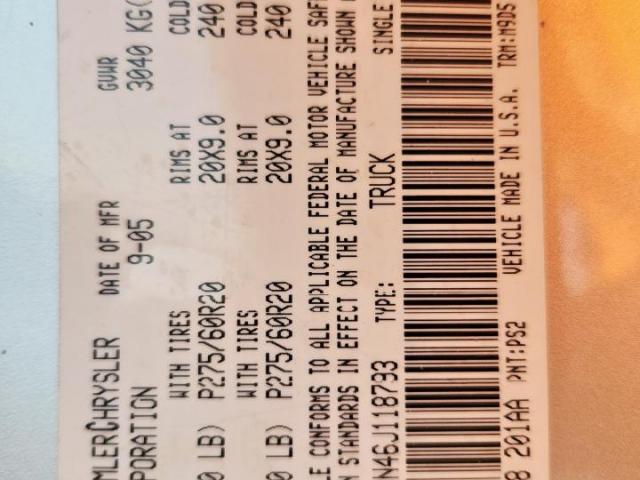 MLERCHRYSLER DATE OF MFR GVWR
PORATION 9-05 3040 KG(
WITH TIRES RIMS AT COLD
0 LB) P275/60R20 20X9.0 240
WITH TIRES RIMS AT COLD
0 LB) P275/60R20 20X9.0 240
LE CONFORMS TO ALL APPLICABLE FEDERAL MOTOR VEHICLE SAF
N STANDARDS IN EFFECT ON THE DATE OF MANUFACTURE SHOWN
N46J118793 TYPE: TRUCK SINGLE
8 201AA PNT:PS2 VEHICLE MADE IN U.S.A. TRM:M9D5